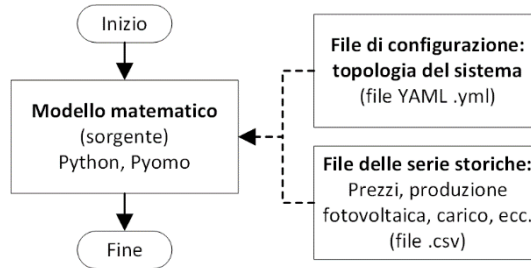 Inizio
Modello matematico
(sorgente)
Python, Pyomo
Fine
File di configurazione:
topologia del sistema
(file YAML .yml)
File delle serie storiche:
Prezzi, produzione
fotovoltaica, carico, ecc.
(file .csv)